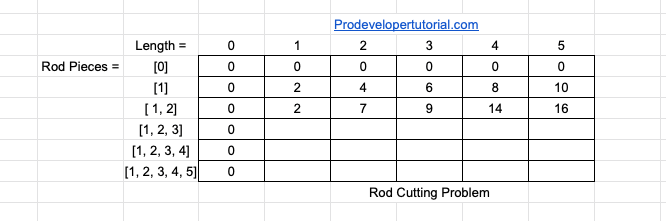 Prodevelopertutorial.com
Length = 0 1 2 3 4 5
Rod Pieces = [0] 0 0 0 0 0 0
[1] 0 2 4 6 8 10
[ 1, 2] 0 2 7 9 14 16
[1, 2, 3] 0
[1, 2, 3, 4] 0
[1, 2, 3, 4, 5] 0
Rod Cutting Problem